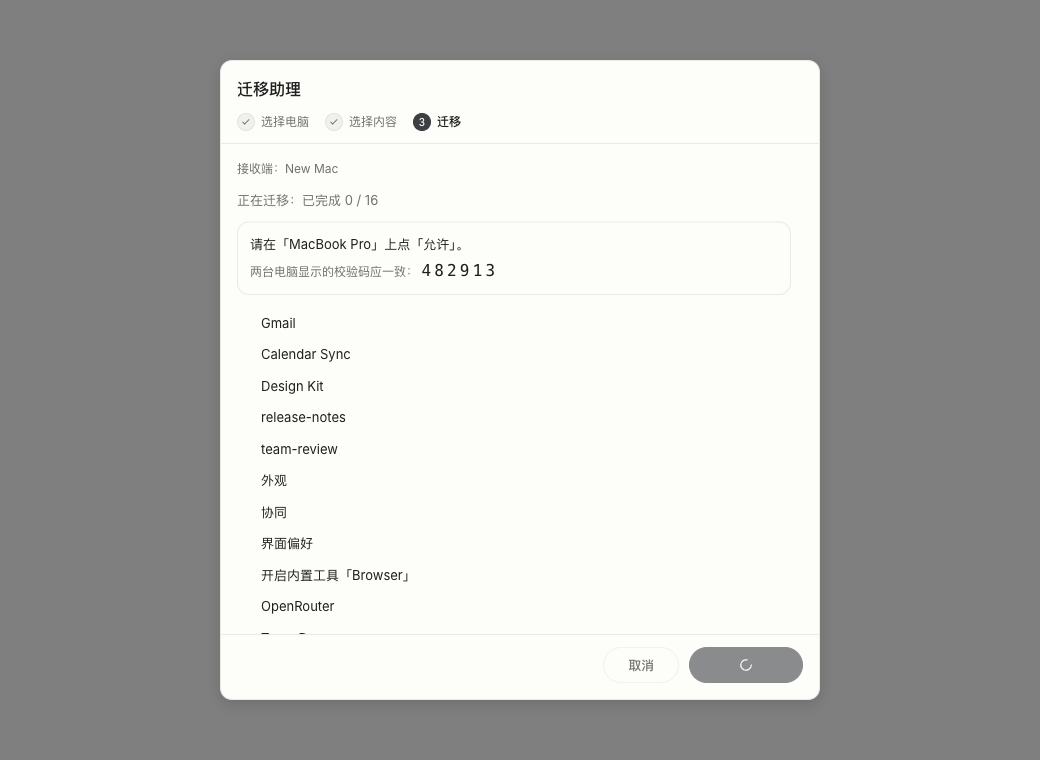 迁移助理
选择电脑 选择内容 3 迁移
接收端：New Mac
正在迁移：已完成 0 / 16
请在「MacBook Pro」上点「允许」。
两台电脑显示的校验码应一致： 482913
Gmail
Calendar Sync
Design Kit
release-notes
team-review
外观
协同
界面偏好
开启内置工具「Browser」
OpenRouter
取消